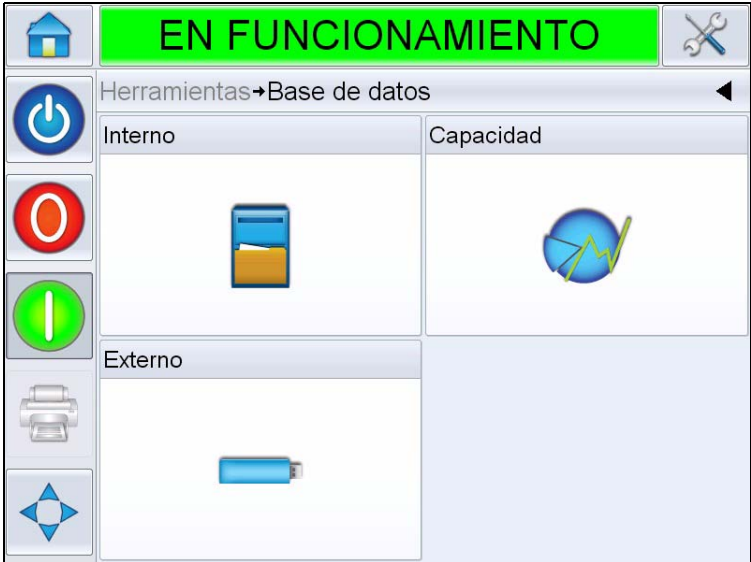 EN FUNCIONAMIENTO
Herramientas→Base de datos
Interno
Capacidad
Externo